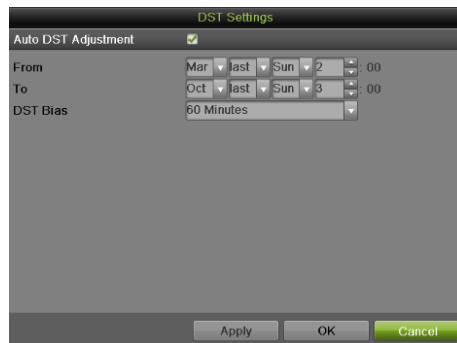 DST Settings
Auto DST Adjustment
From Mar last Sun 2 : 00
To Oct last Sun 3 : 00
DST Bias 60 Minutes
Apply OK Cancel